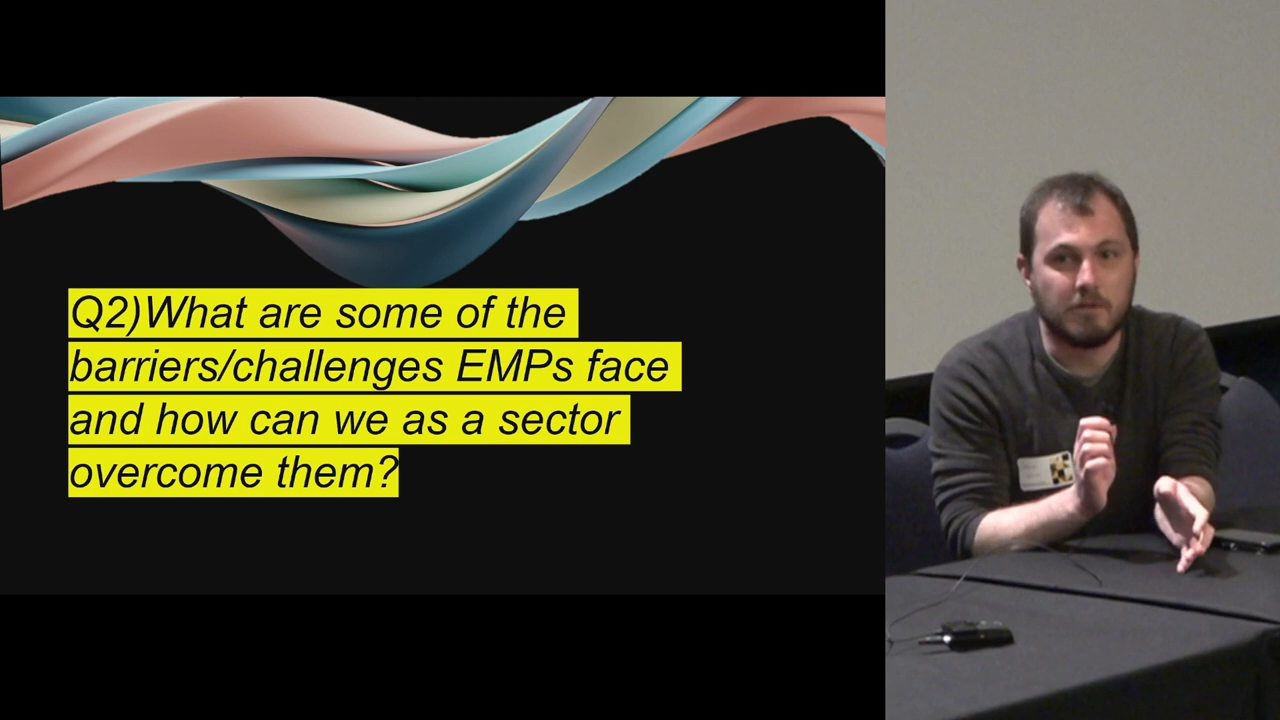 Q2)What are some of the
barriers/challenges EMPs face
and how can we as a sector
overcome them?